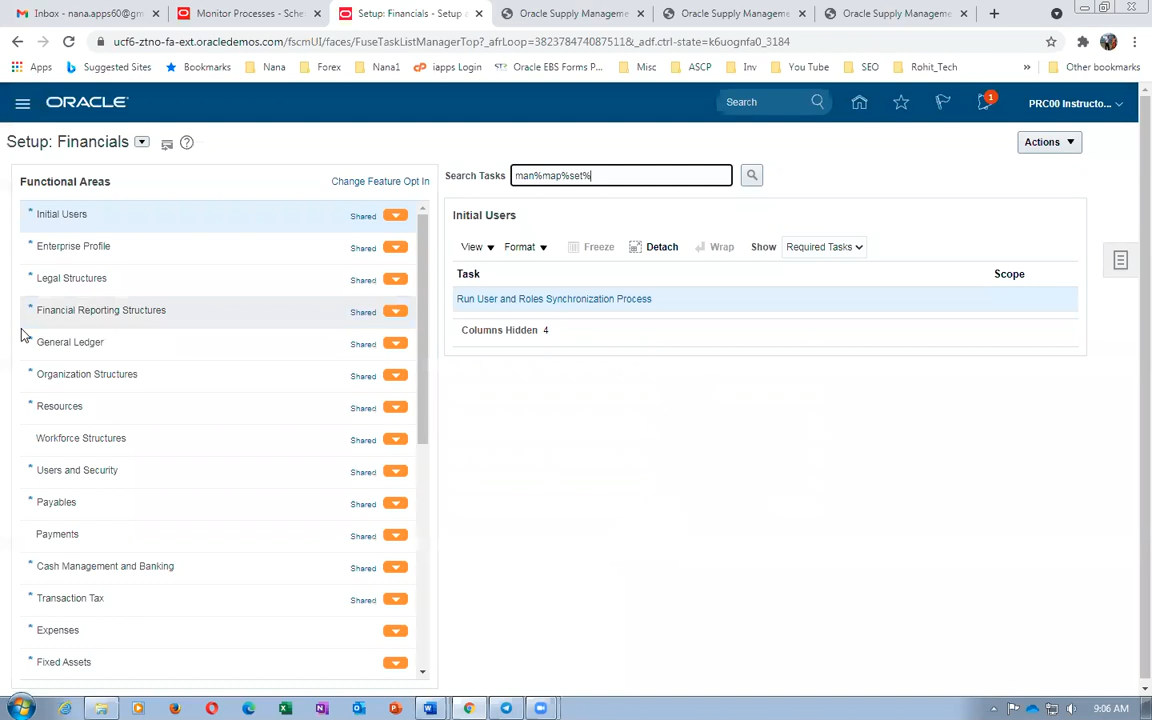 Inbox - nana.apps60@gm
Monitor Processes - Sche
Setup: Financials - Setup a
Oracle Supply Manageme
Oracle Supply Manageme
Oracle Supply Manageme
ucf6-ztno-fa-ext.oracledemos.com/fscmUI/faces/FuseTaskListManagerTop?_afrLoop=38237847408751​1&_adf.ctrl-state=k6uognfa0_3184
Apps Suggested Sites Bookmarks Nana Forex Nana1 iapps Login Oracle EBS Forms P... Misc ASCP Inv You Tube SEO Rohit_Tech » Other bookmarks
ORACLE Search 1 PRC00 Instructo...
Setup: Financials Actions
Functional Areas Change Feature Opt In
* Initial Users Shared
* Enterprise Profile Shared
* Legal Structures Shared
* Financial Reporting Structures Shared
* General Ledger Shared
* Organization Structures Shared
* Resources Shared
Workforce Structures Shared
* Users and Security Shared
* Payables Shared
Payments Shared
* Cash Management and Banking Shared
* Transaction Tax Shared
* Expenses
* Fixed Assets
Search Tasks man%map%set%
Initial Users
View Format Freeze Detach Wrap Show Required Tasks
Task Scope
Run User and Roles Synchronization Process
Columns Hidden 4
9:06 AM